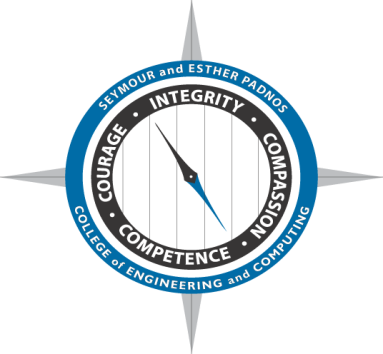 SEYMOUR and ESTHER PADNOS
COLLEGE of ENGINEERING and COMPUTING
COURAGE • INTEGRITY • COMPASSION • COMPETENCE •